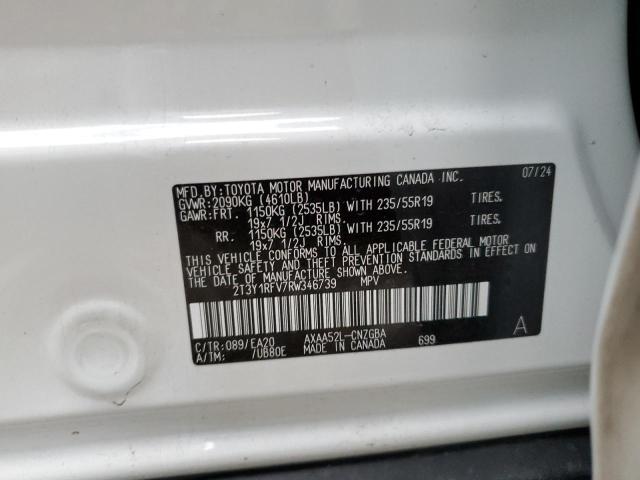 MFD.BY:TOYOTA MOTOR MANUFACTURING CANADA INC. 07/24
GVWR:2090KG (4610LB)
GAWR:FRT. 1150KG (2535LB) WITH 235/55R19 TIRES.
19x7 1/2J RIMS.
RR. 1150KG (2535LB) WITH 235/55R19 TIRES.
19x7 1/2J RIMS.
THIS VEHICLE CONFORMS TO ALL APPLICABLE FEDERAL MOTOR
VEHICLE SAFETY AND THEFT PREVENTION STANDARDS IN EFFECT ON
THE DATE OF MANUFACTURE SHOWN ABOVE.
2T3Y1RFV7RW346739 MPV
C/TR:089/EA20 AXAA52L-CNZGBA A
A/TM: 7UB80E MADE IN CANADA 699